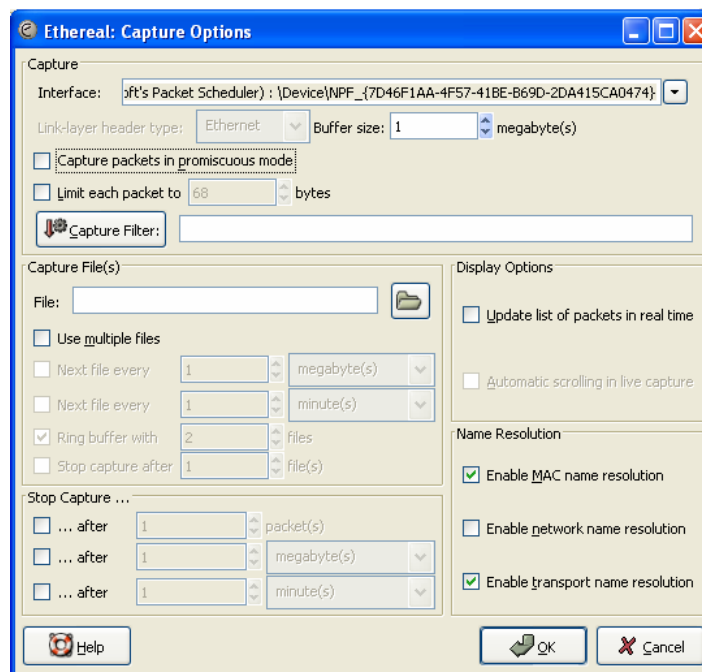 Ethereal: Capture Options
Capture
Interface: oft's Packet Scheduler) : \Device\NPF_{7D46F1AA-4F57-41BE-B69D-2DA415CA0474}
Link-layer header type: Ethernet Buffer size: 1 megabyte(s)
Capture packets in promiscuous mode
Limit each packet to 68 bytes
Capture Filter:
Capture File(s)
File:
Use multiple files
Next file every 1 megabyte(s)
Next file every 1 minute(s)
Ring buffer with 2 files
Stop capture after 1 file(s)
Stop Capture ...
... after 1 packet(s)
... after 1 megabyte(s)
... after 1 minute(s)
Display Options
Update list of packets in real time
Automatic scrolling in live capture
Name Resolution
Enable MAC name resolution
Enable network name resolution
Enable transport name resolution
Help
OK
Cancel